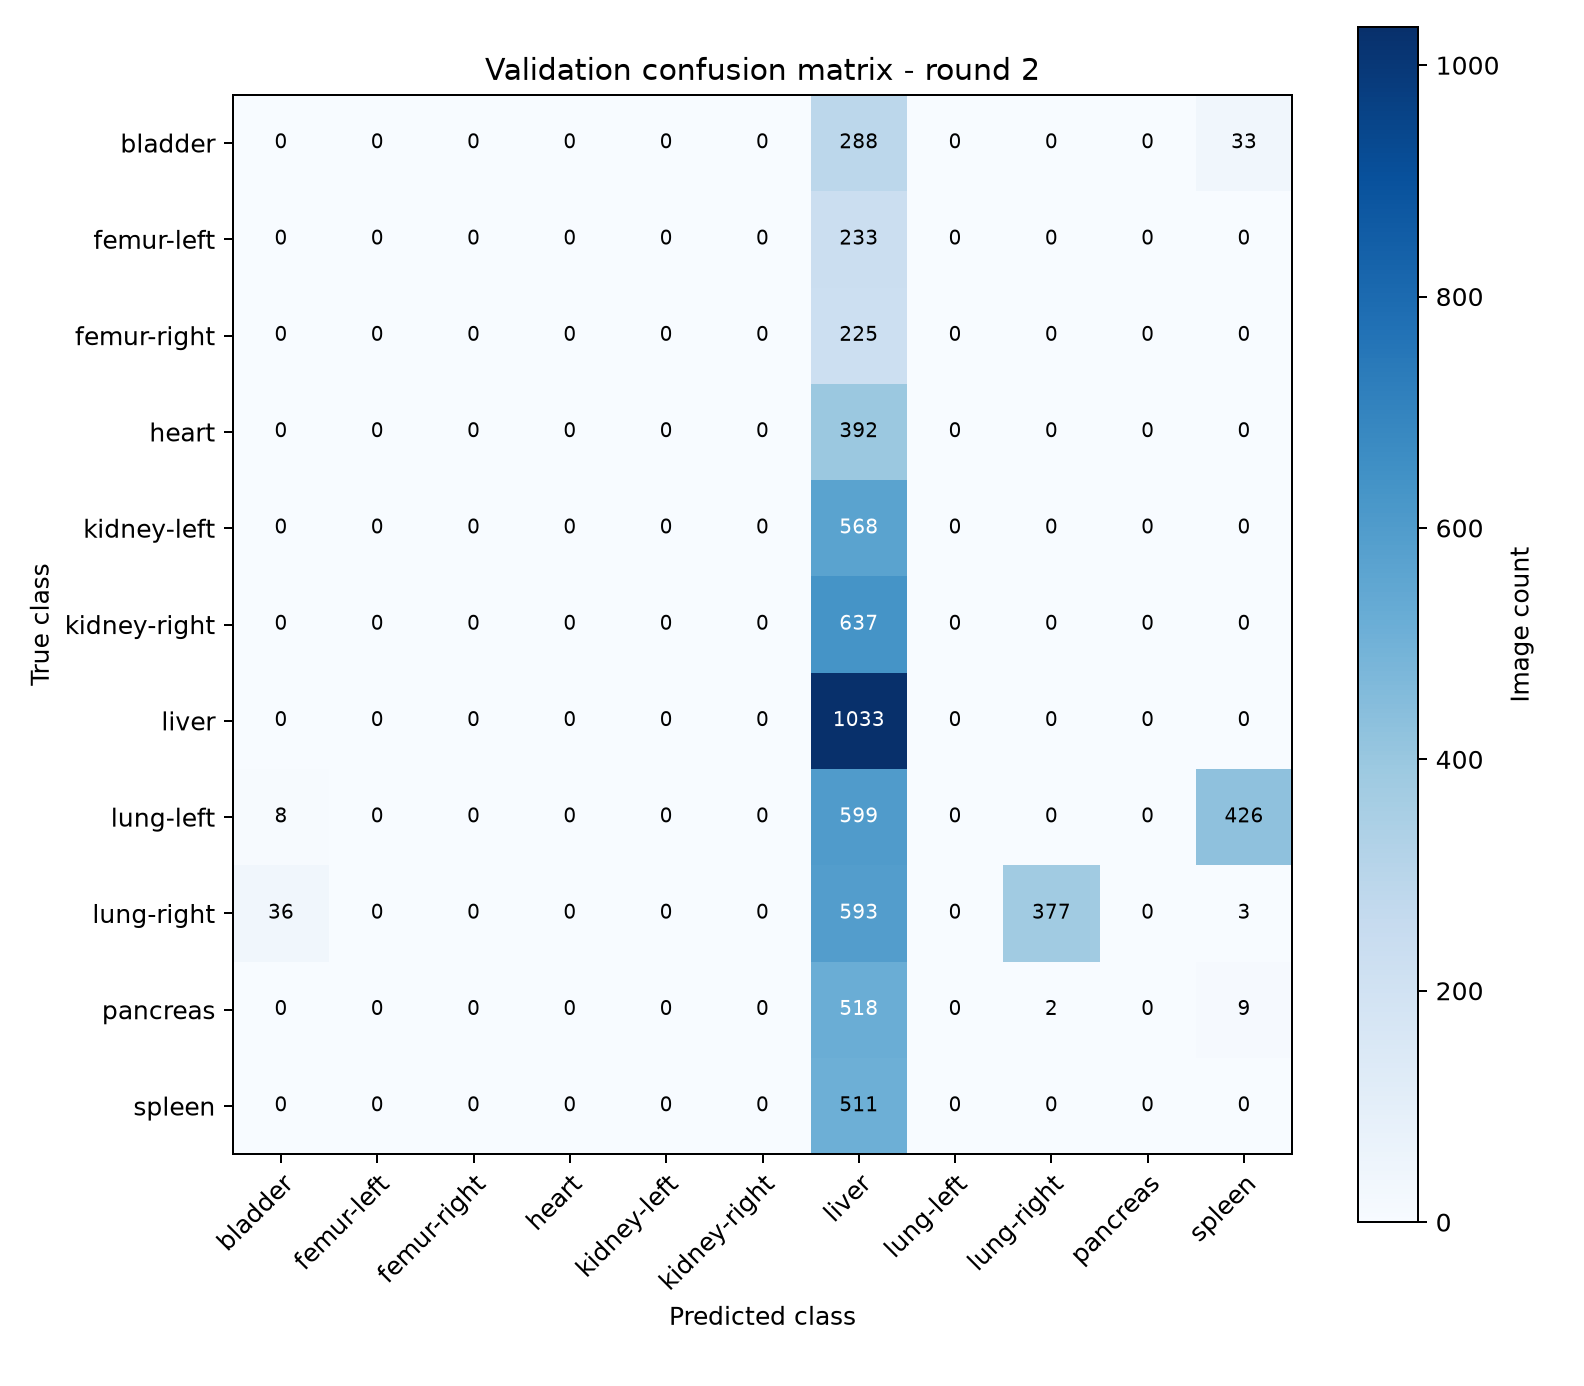 Validation confusion matrix - round 2
bladder 0 0 0 0 0 0 288 0 0 0 33
femur-left 0 0 0 0 0 0 233 0 0 0 0
femur-right 0 0 0 0 0 0 225 0 0 0 0
heart 0 0 0 0 0 0 392 0 0 0 0
kidney-left 0 0 0 0 0 0 568 0 0 0 0
kidney-right 0 0 0 0 0 0 637 0 0 0 0
liver 0 0 0 0 0 0 1033 0 0 0 0
lung-left 8 0 0 0 0 0 599 0 0 0 426
lung-right 36 0 0 0 0 0 593 0 377 0 3
pancreas 0 0 0 0 0 0 518 0 2 0 9
spleen 0 0 0 0 0 0 511 0 0 0 0
bladder femur-left femur-right heart kidney-left kidney-right liver lung-left lung-right pancreas spleen
Predicted class
True class
1000
800
600
400
200
0
Image count